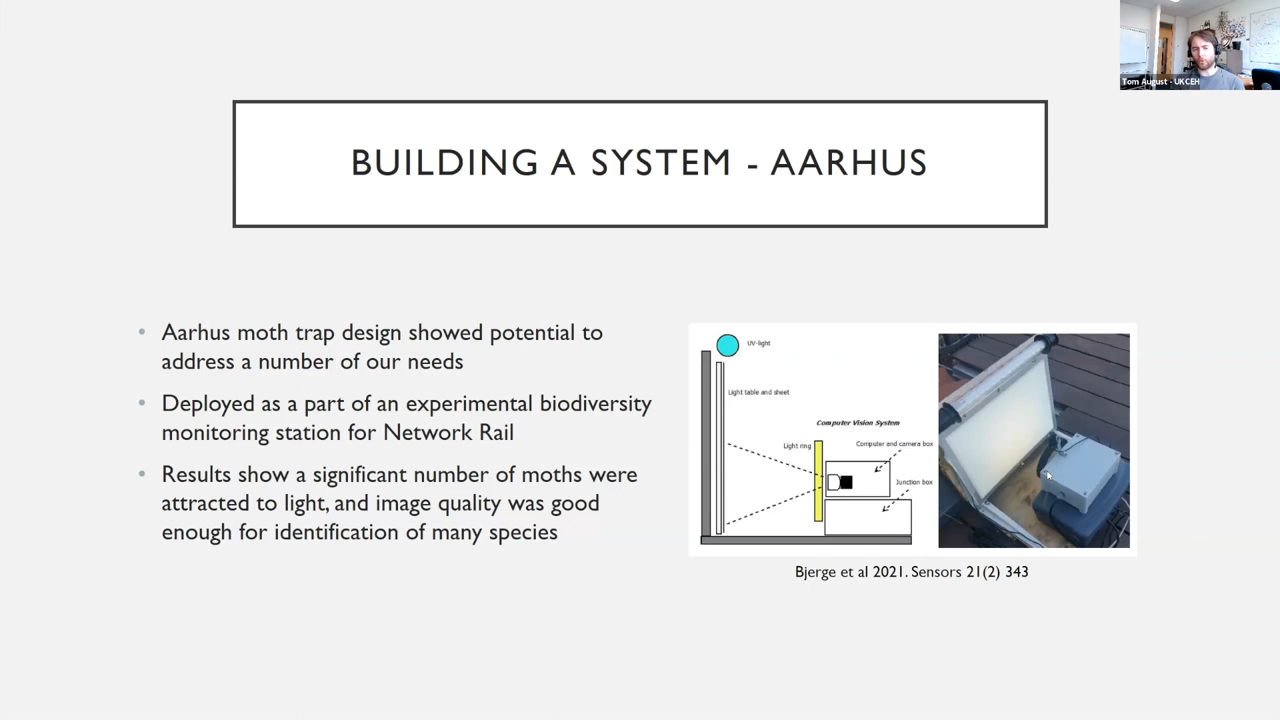 Tom August - UKCEH
BUILDING A SYSTEM - AARHUS
• Aarhus moth trap design showed potential to
address a number of our needs
• Deployed as a part of an experimental biodiversity
monitoring station for Network Rail
• Results show a significant number of moths were
attracted to light, and image quality was good
enough for identification of many species
UV-light
Light table and sheet
Computer Vision System
Light ring
Computer and camera box
Junction box
Bjerge et al 2021. Sensors 21(2) 343